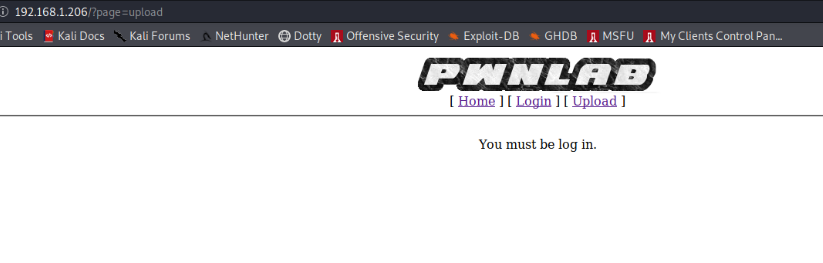 192.168.1.206/?page=upload
i Tools Kali Docs Kali Forums NetHunter Dotty Offensive Security Exploit-DB GHDB MSFU My Clients Control Pan…
PWNLAB
[ Home ] [ Login ] [ Upload ]
You must be log in.